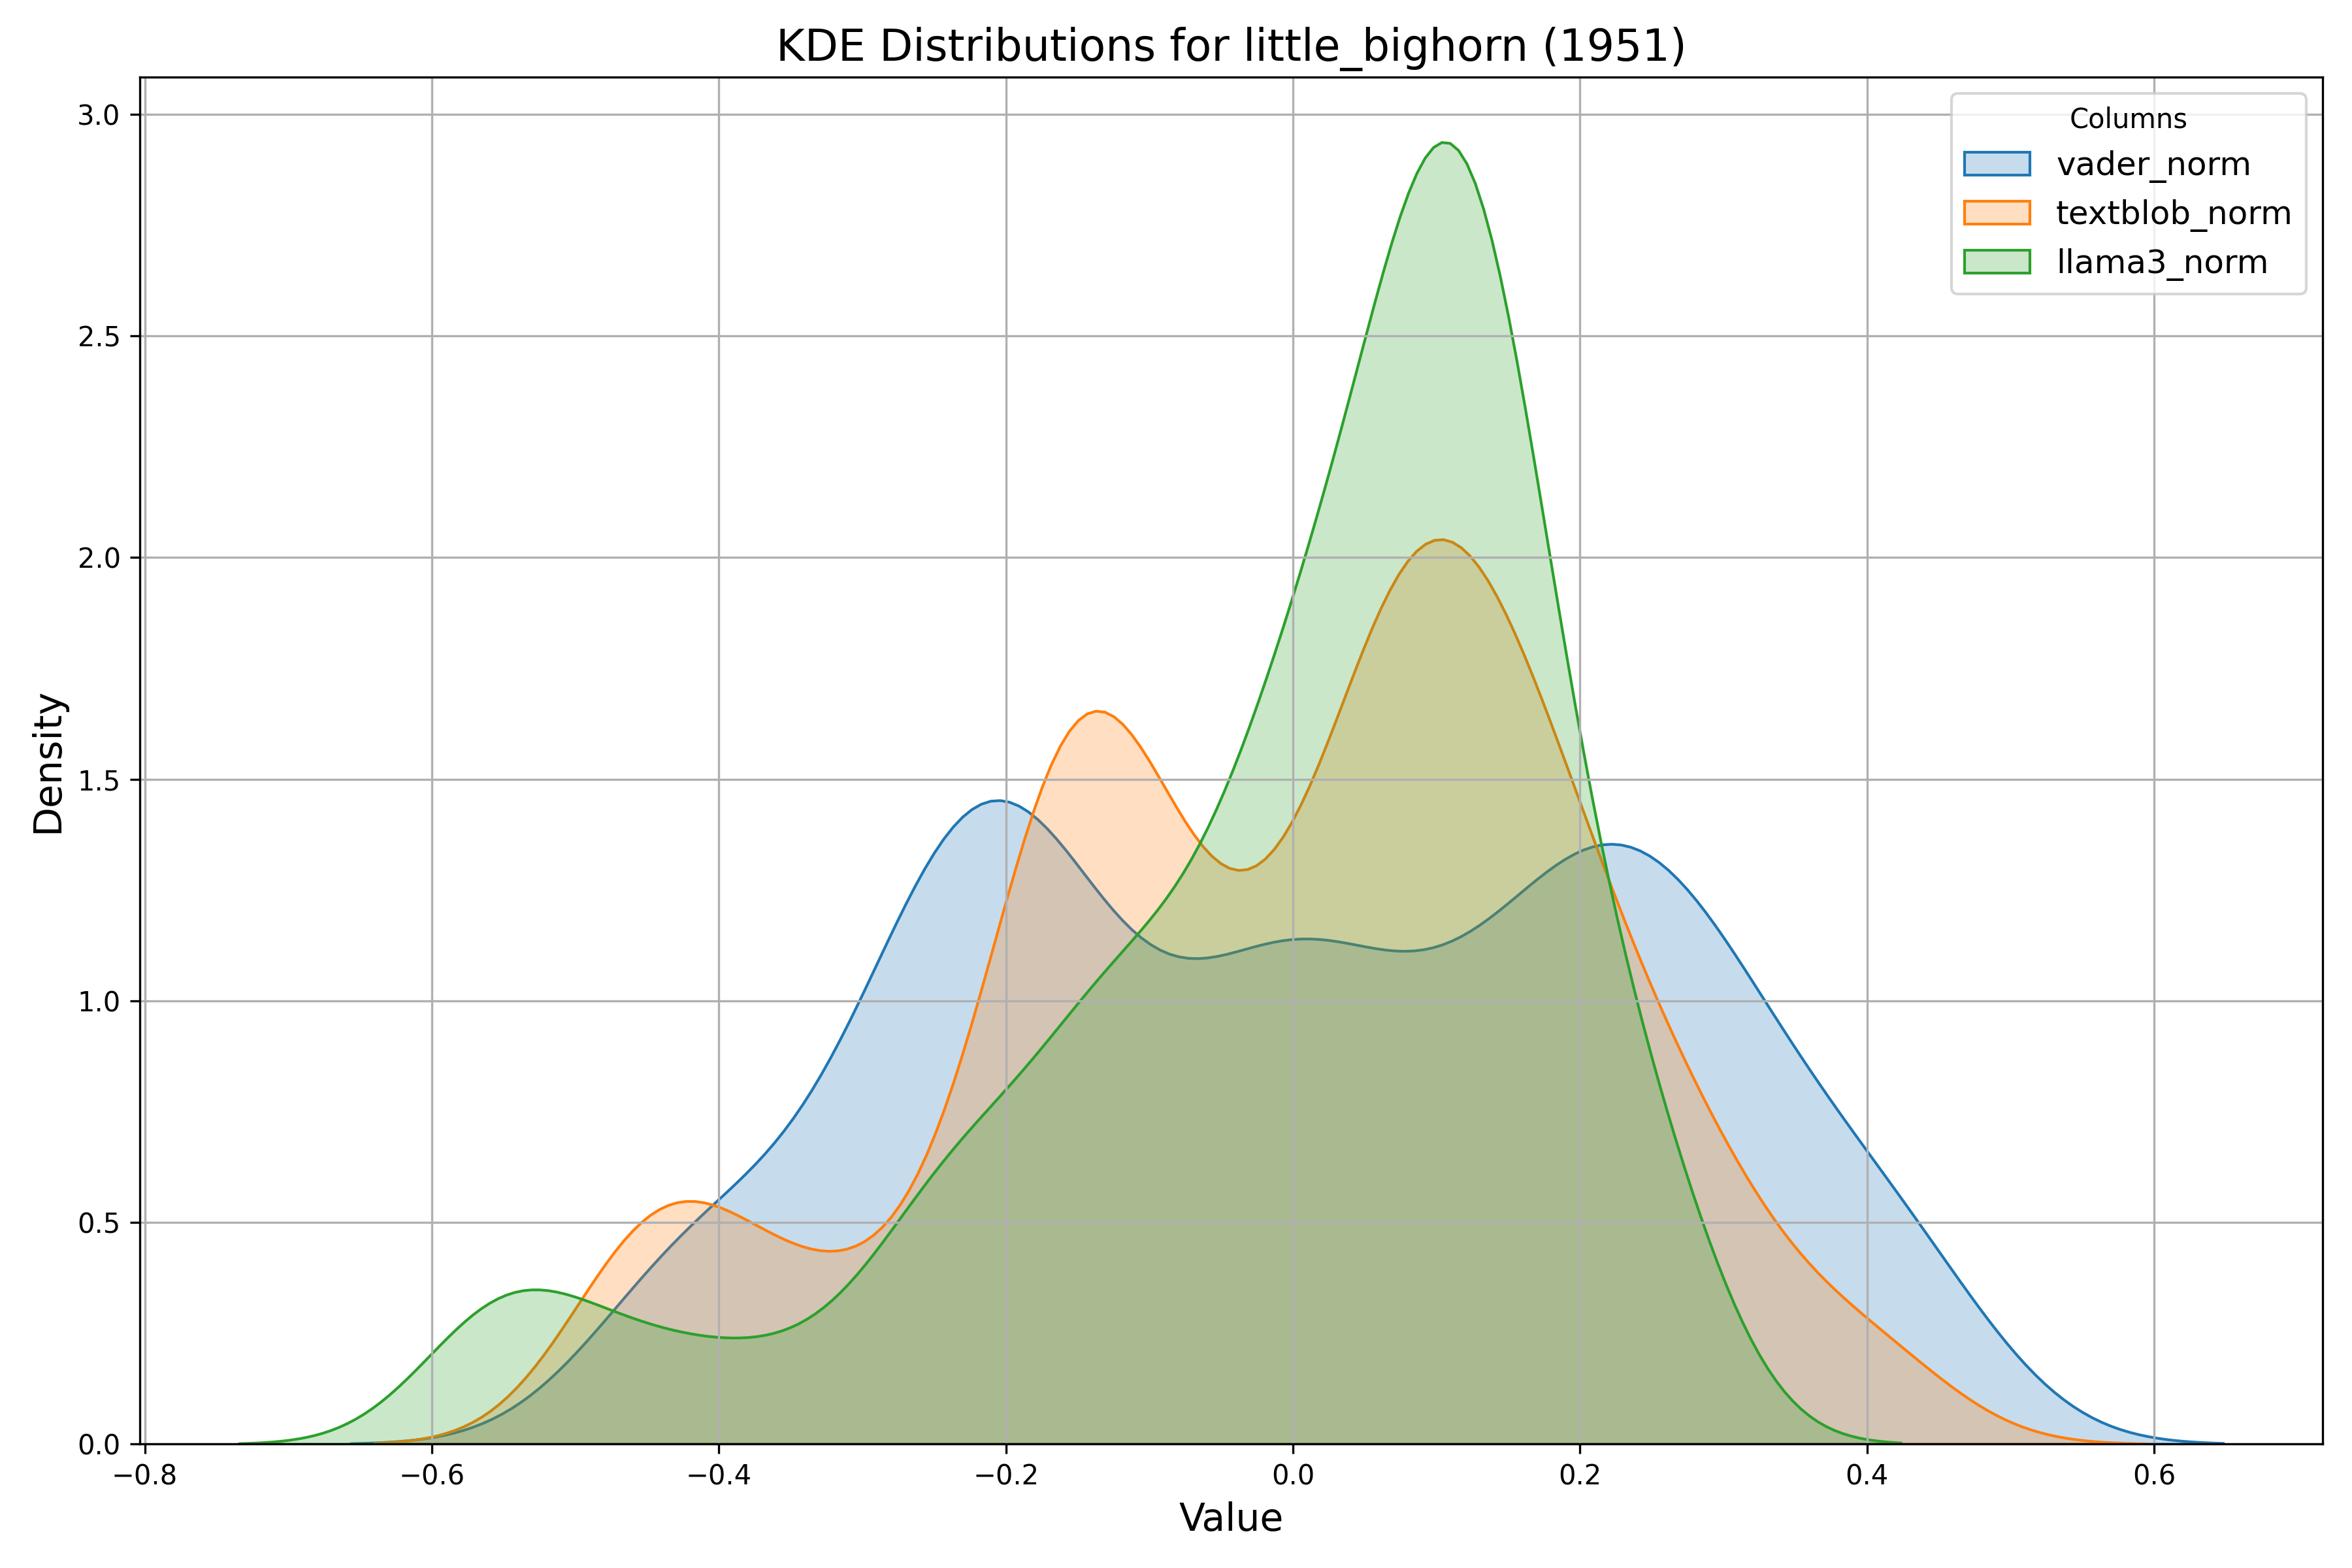 KDE Distributions for little_bighorn (1951)
Columns
vader_norm
textblob_norm
llama3_norm
Density
3.0
2.5
2.0
1.5
1.0
0.5
0.0
−0.8 −0.6 −0.4 −0.2 0.0 0.2 0.4 0.6
Value